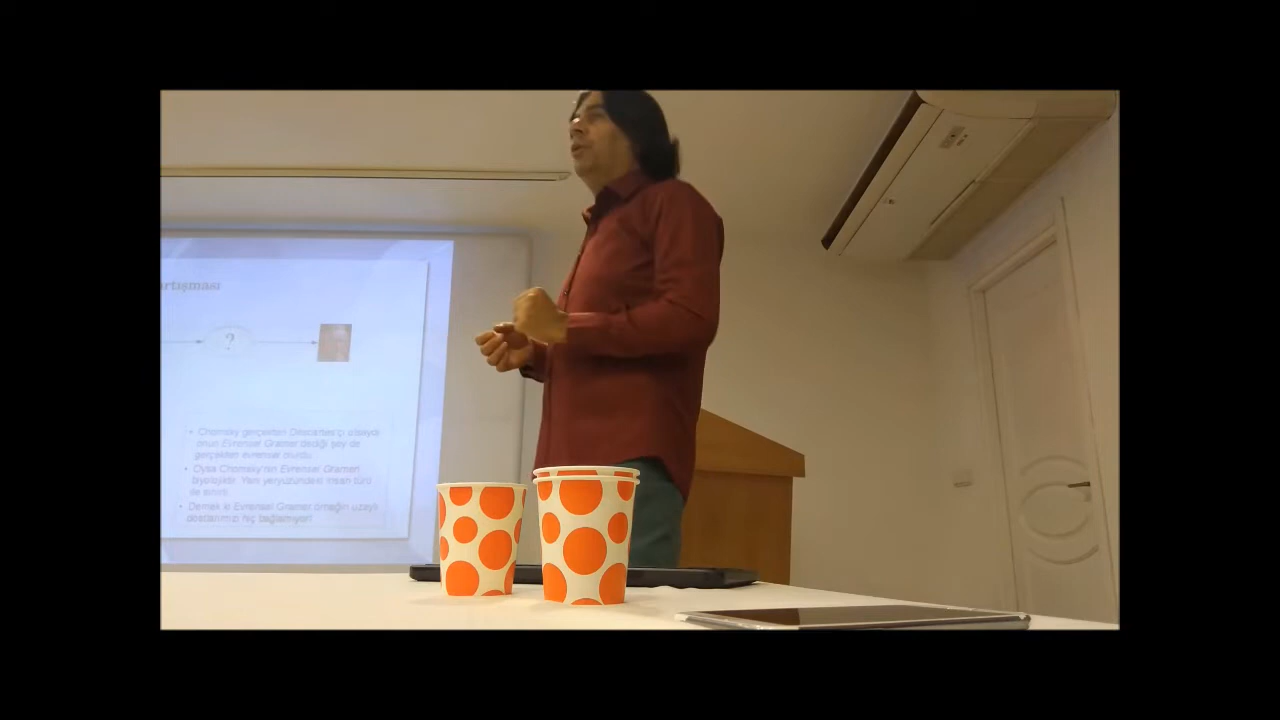 artışması
?
• Chomsky gerçekten Descartes'çı olsaydı
onun Evrensel Gramer dediği şey de
gerçekten evrensel olurdu.
• Oysa Chomsky'nin Evrensel Grameri
biyolojiktir. Yani yeryüzündeki insan türü
ile sınırlı.
• Demek ki Evrensel Gramer örneğin uzaylı
dostlarımızı hiç bağlamıyor!